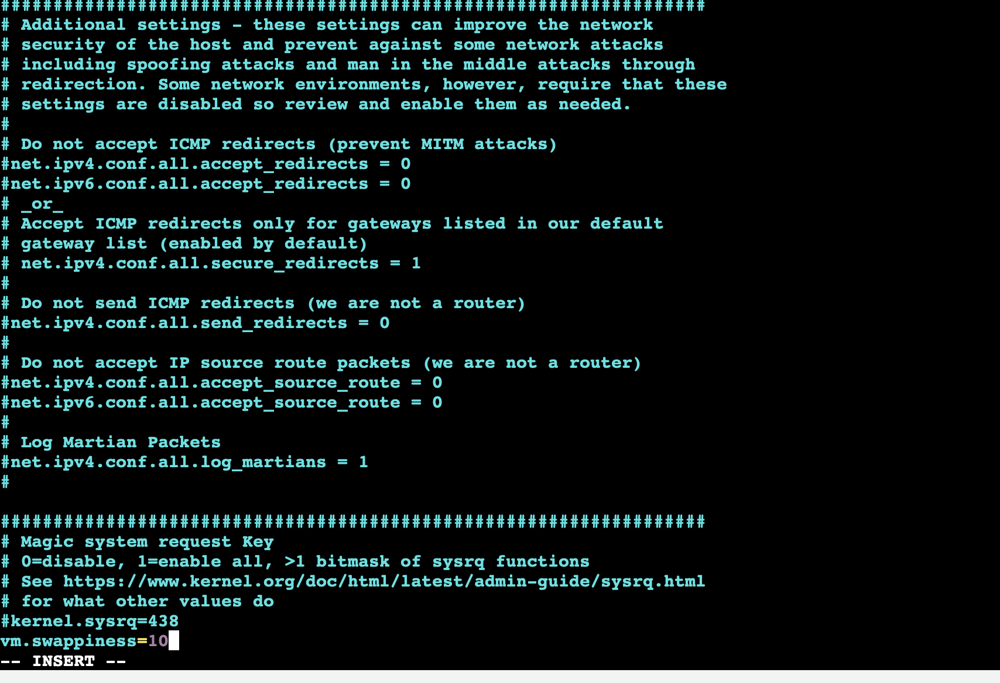 ###################################################################
# Additional settings - these settings can improve the network
# security of the host and prevent against some network attacks
# including spoofing attacks and man in the middle attacks through
# redirection. Some network environments, however, require that these
# settings are disabled so review and enable them as needed.
#
# Do not accept ICMP redirects (prevent MITM attacks)
#net.ipv4.conf.all.accept_redirects = 0
#net.ipv6.conf.all.accept_redirects = 0
# _or_
# Accept ICMP redirects only for gateways listed in our default
# gateway list (enabled by default)
# net.ipv4.conf.all.secure_redirects = 1
#
# Do not send ICMP redirects (we are not a router)
#net.ipv4.conf.all.send_redirects = 0
#
# Do not accept IP source route packets (we are not a router)
#net.ipv4.conf.all.accept_source_route = 0
#net.ipv6.conf.all.accept_source_route = 0
#
# Log Martian Packets
#net.ipv4.conf.all.log_martians = 1
#

###################################################################
# Magic system request Key
# 0=disable, 1=enable all, >1 bitmask of sysrq functions
# See https://www.kernel.org/doc/html/latest/admin-guide/sysrq.html
# for what other values do
#kernel.sysrq=438
vm.swappiness=10
-- INSERT --